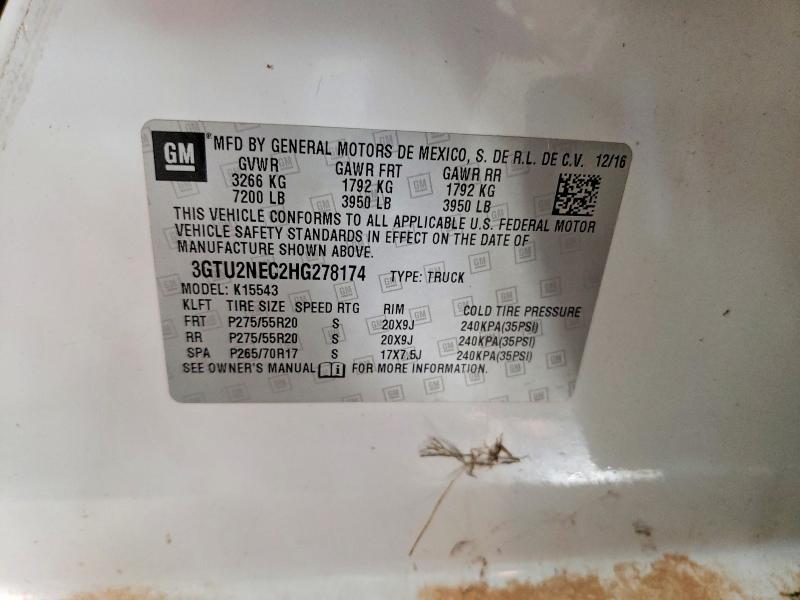 GM ® MFD BY GENERAL MOTORS DE MEXICO, S. DE R.L. DE C.V. 12/16
GVWR GAWR FRT GAWR RR
3266 KG 1792 KG 1792 KG
7200 LB 3950 LB 3950 LB
THIS VEHICLE CONFORMS TO ALL APPLICABLE U.S. FEDERAL MOTOR
VEHICLE SAFETY STANDARDS IN EFFECT ON THE DATE OF
MANUFACTURE SHOWN ABOVE.
3GTU2NEC2HG278174 TYPE: TRUCK
MODEL: K15543
KLFT TIRE SIZE SPEED RTG RIM COLD TIRE PRESSURE
FRT P275/55R20 S 20X9J 240KPA(35PSI)
RR P275/55R20 S 20X9J 240KPA(35PSI)
SPA P265/70R17 S 17X7.5J 240KPA(35PSI)
SEE OWNER'S MANUAL FOR MORE INFORMATION.